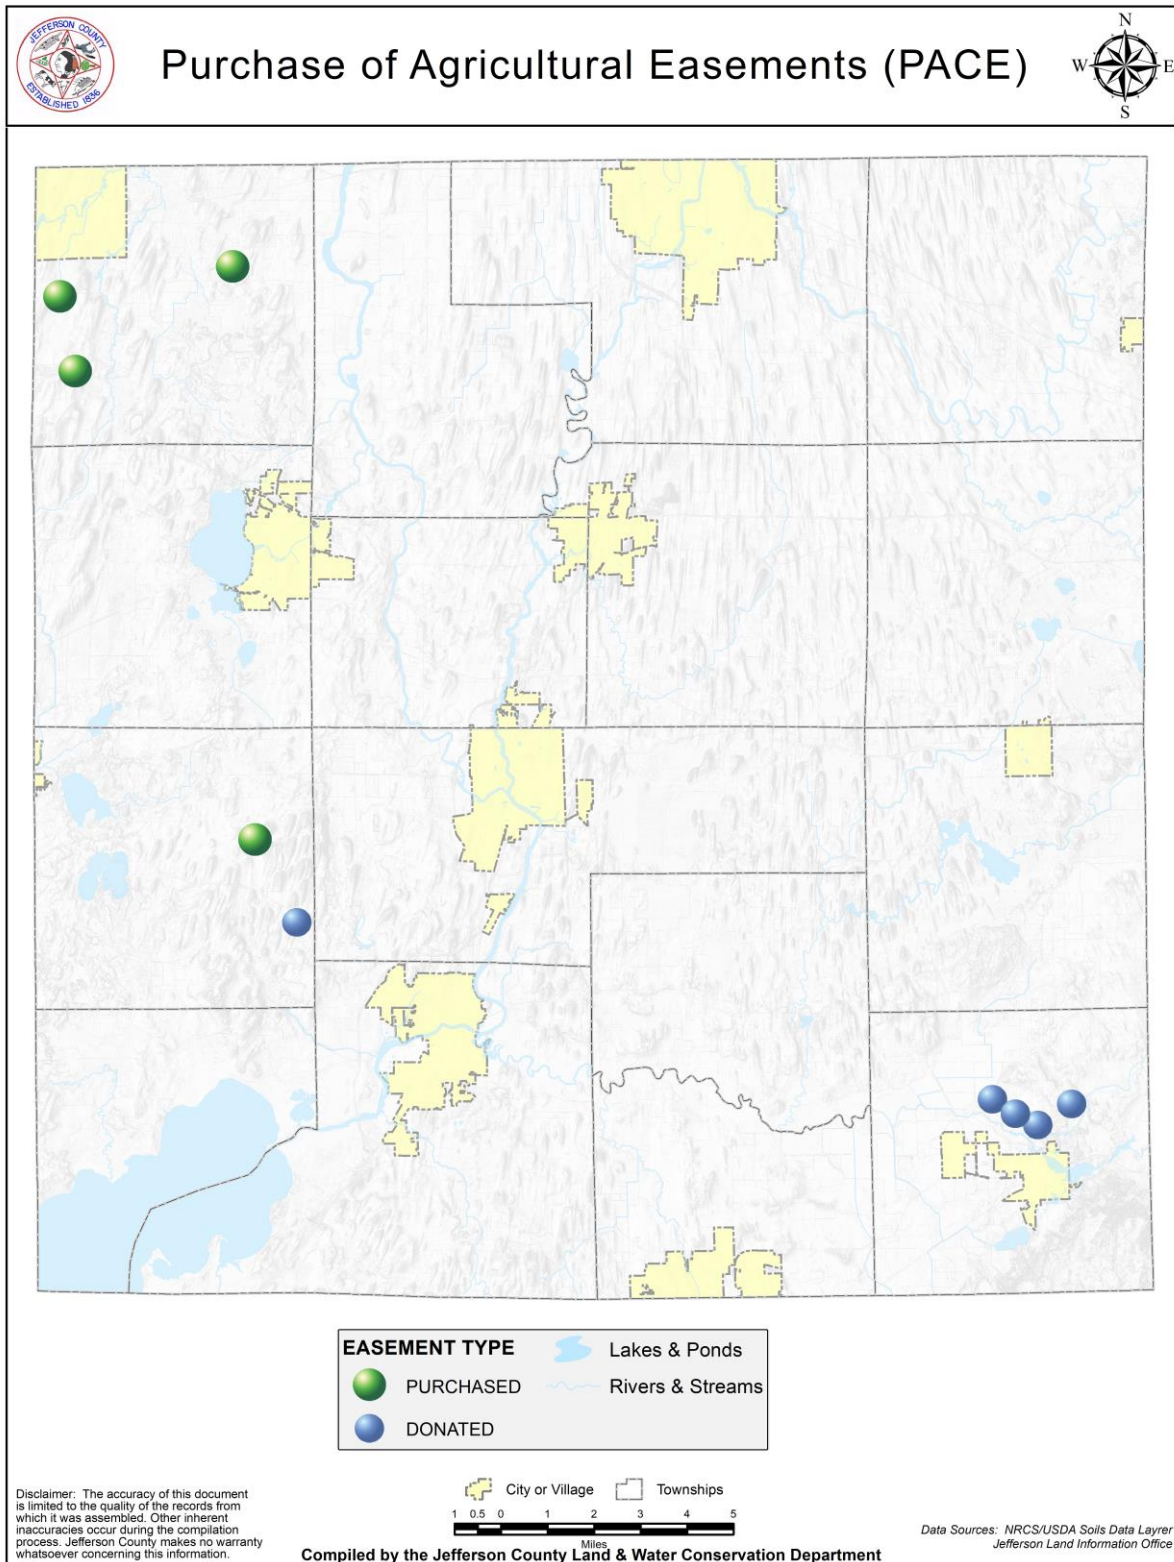 JEFFERSON COUNTY
ESTABLISHED 1836
Purchase of Agricultural Easements (PACE)
N
W
E
S
EASEMENT TYPE
PURCHASED
DONATED
Lakes & Ponds
Rivers & Streams
City or Village
Townships
1 0.5 0 1 2 3 4 5
Miles
Disclaimer: The accuracy of this document
is limited to the quality of the records from
which it was assembled. Other inherent
inaccuracies occur during the compilation
process. Jefferson County makes no warranty
whatsoever concerning this information.
Compiled by the Jefferson County Land & Water Conservation Department
Data Sources: NRCS/USDA Soils Data Layrer
Jefferson Land Information Office